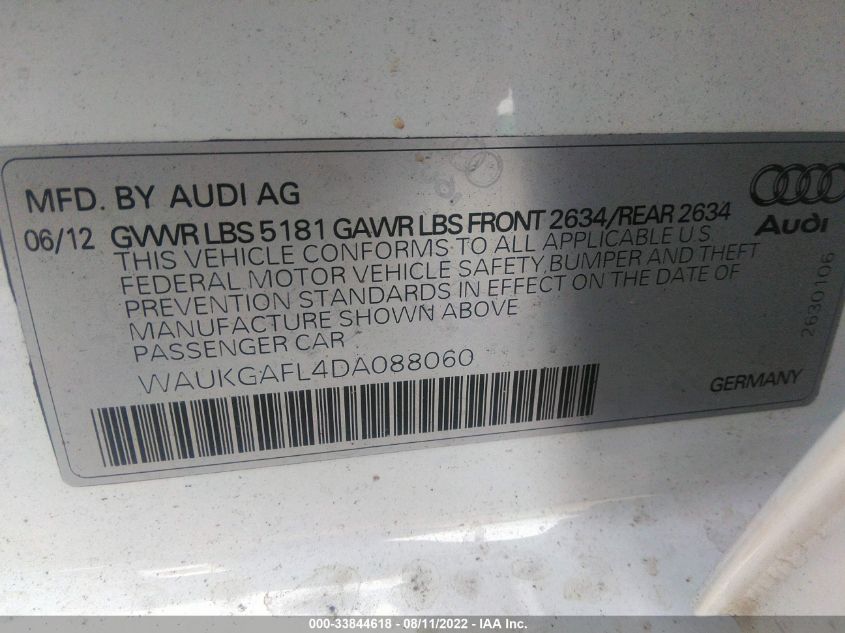 MFD. BY AUDI AG
06/12 GVWR LBS 5181 GAWR LBS FRONT 2634/REAR 2634
THIS VEHICLE CONFORMS TO ALL APPLICABLE U S
FEDERAL MOTOR VEHICLE SAFETY,BUMPER AND THEFT
PREVENTION STANDARDS IN EFFECT ON THE DATE OF
MANUFACTURE SHOWN ABOVE
PASSENGER CAR
WAUKGAFL4DA088060
Audi
2630106
GERMANY
000-33844618 - 08/11/2022 - IAA Inc.